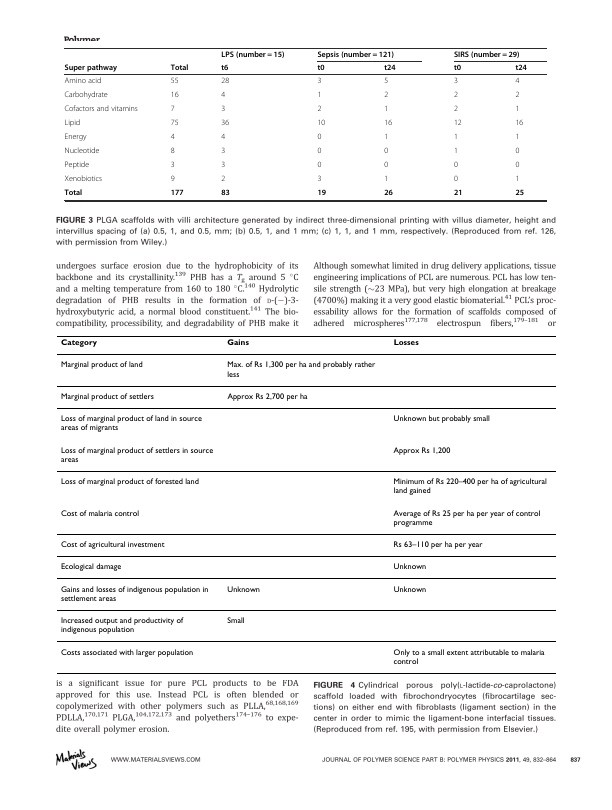 Polymer
LPS (number = 15) Sepsis (number = 121) SIRS (number = 29)
Super pathway Total t6 t0 t24 t0 t24
Amino acid 55 28 3 5 3 4
Carbohydrate 16 4 1 2 2 2
Cofactors and vitamins 7 3 2 1 2 1
Lipid 75 36 10 16 12 16
Energy 4 4 0 1 1 1
Nucleotide 8 3 0 0 1 0
Peptide 3 3 0 0 0 0
Xenobiotics 9 2 3 1 0 1
Total 177 83 19 26 21 25
FIGURE 3 PLGA scaffolds with villi architecture generated by indirect three-dimensional printing with villus diameter, height and
intervillus spacing of (a) 0.5, 1, and 0.5, mm; (b) 0.5, 1, and 1 mm; (c) 1, 1, and 1 mm, respectively. (Reproduced from ref. 126,
with permission from Wiley.)
undergoes surface erosion due to the hydrophobicity of its
backbone and its crystallinity.139 PHB has a Tg around 5 °C
and a melting temperature from 160 to 180 °C.140 Hydrolytic
degradation of PHB results in the formation of D-(−)-3-
hydroxybutyric acid, a normal blood constituent.141 The bio-
compatibility, processibility, and degradability of PHB make it
Although somewhat limited in drug delivery applications, tissue
engineering implications of PCL are numerous. PCL has low ten-
sile strength (~23 MPa), but very high elongation at breakage
(4700%) making it a very good elastic biomaterial.41 PCL's proc-
essability allows for the formation of scaffolds composed of
adhered microspheres177,178 electrospun fibers,179–181 or
Category Gains Losses
Marginal product of land Max. of Rs 1,300 per ha and probably rather
less
Marginal product of settlers Approx Rs 2,700 per ha
Loss of marginal product of land in source Unknown but probably small
areas of migrants
Loss of marginal product of settlers in source Approx Rs 1,200
areas
Loss of marginal product of forested land Minimum of Rs 220–400 per ha of agricultural
land gained
Cost of malaria control Average of Rs 25 per ha per year of control
programme
Cost of agricultural investment Rs 63–110 per ha per year
Ecological damage Unknown
Gains and losses of indigenous population in Unknown Unknown
settlement areas
Increased output and productivity of Small
indigenous population
Costs associated with larger population Only to a small extent attributable to malaria
control
is a significant issue for pure PCL products to be FDA
approved for this use. Instead PCL is often blended or
copolymerized with other polymers such as PLLA,68,168,169
PDLLA,170,171 PLGA,104,172,173 and polyethers174–176 to expe-
dite overall polymer erosion.
FIGURE 4 Cylindrical porous poly(L-lactide-co-caprolactone)
scaffold loaded with fibrochondryocytes (fibrocartilage sec-
tions) on either end with fibroblasts (ligament section) in the
center in order to mimic the ligament-bone interfacial tissues.
(Reproduced from ref. 195, with permission from Elsevier.)
Materials
Views
WWW.MATERIALSVIEWS.COM JOURNAL OF POLYMER SCIENCE PART B: POLYMER PHYSICS 2011, 49, 832–864 837